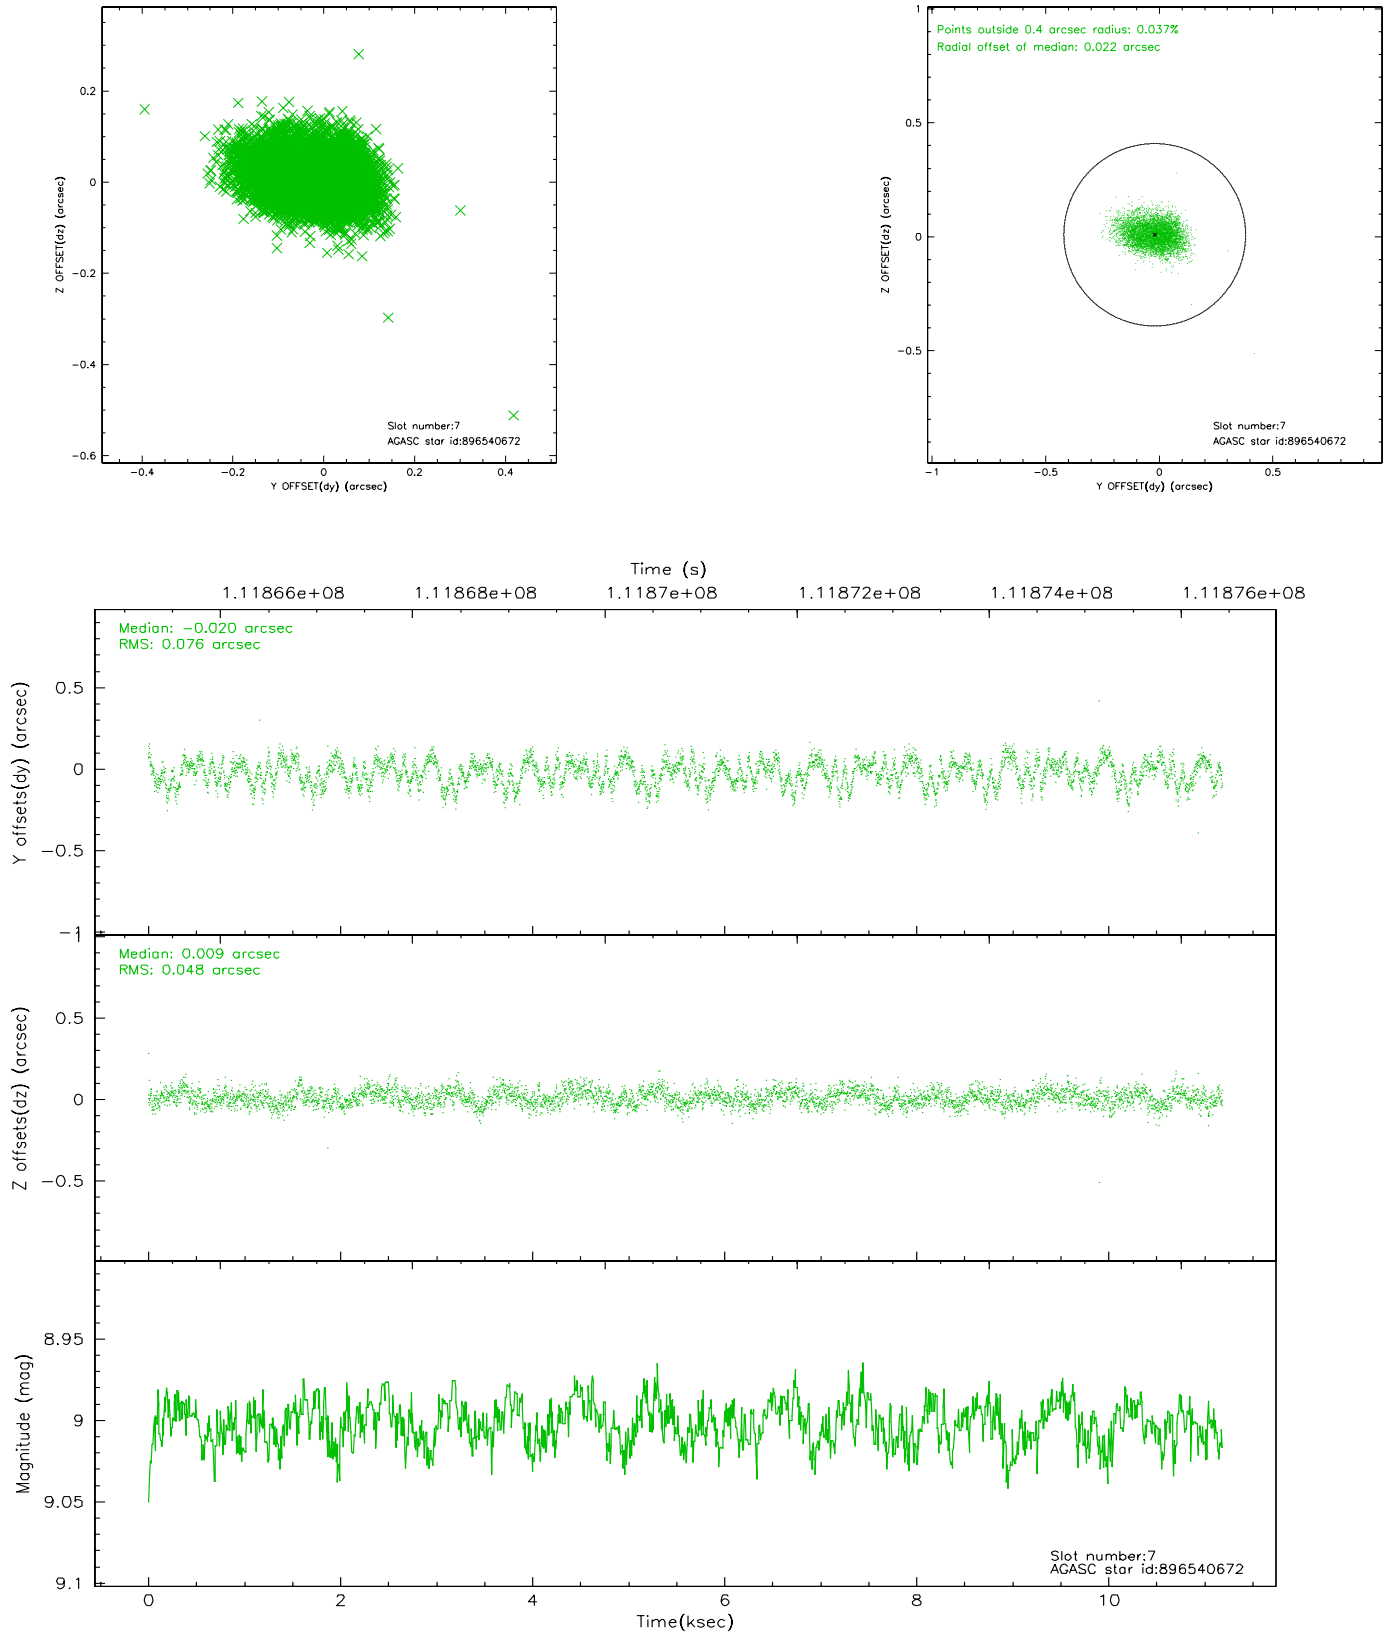 0.2
0
−0.2
−0.4
−0.6
Z OFFSET(dz) (arcsec)
Slot number:7
AGASC star id:896540672
−0.4 −0.2 0 0.2 0.4
Y OFFSET(dy) (arcsec)
Points outside 0.4 arcsec radius: 0.037%
Radial offset of median: 0.022 arcsec
1
0.5
0
−0.5
Z OFFSET(dz) (arcsec)
Slot number:7
AGASC star id:896540672
−1 −0.5 0 0.5
Y OFFSET(dy) (arcsec)
Time (s)
1.11866e+08 1.11868e+08 1.1187e+08 1.11872e+08 1.11874e+08 1.11876e+08
Median: −0.020 arcsec
RMS: 0.076 arcsec
0.5
0
−0.5
−1
Y offsets(dy) (arcsec)
1
Median: 0.009 arcsec
RMS: 0.048 arcsec
0.5
0
−0.5
Z offsets(dz) (arcsec)
8.95
9
9.05
9.1
Magnitude (mag)
Slot number:7
AGASC star id:896540672
0 2 4 6 8 10
Time(ksec)